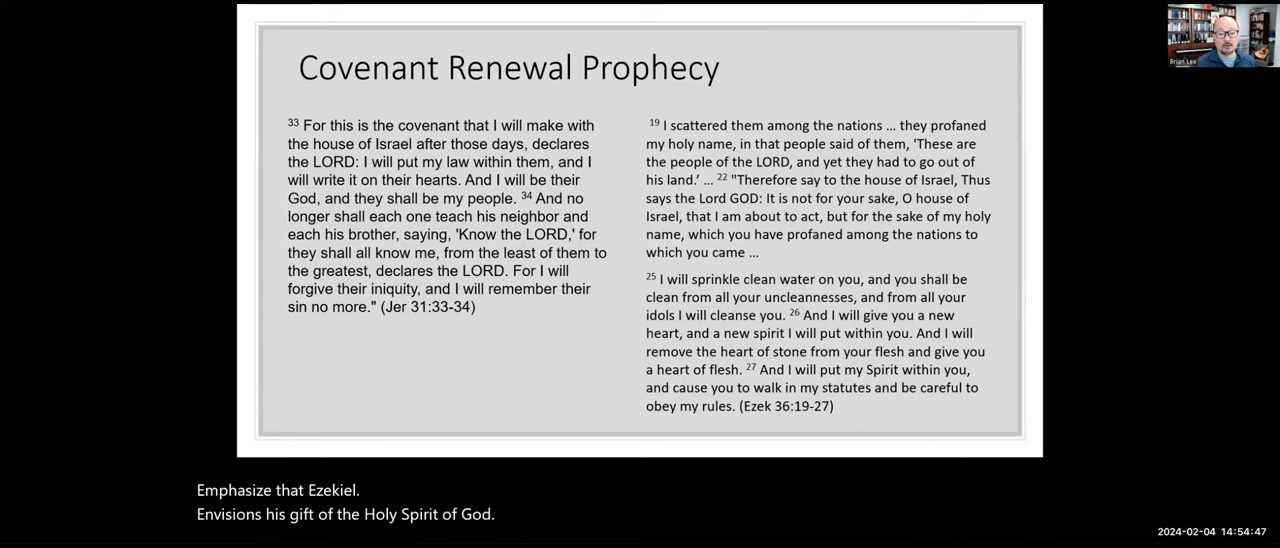 Covenant Renewal Prophecy
33 For this is the covenant that I will make with
the house of Israel after those days, declares
the LORD: I will put my law within them, and I
will write it on their hearts. And I will be their
God, and they shall be my people. 34 And no
longer shall each one teach his neighbor and
each his brother, saying, 'Know the LORD,' for
they shall all know me, from the least of them to
the greatest, declares the LORD. For I will
forgive their iniquity, and I will remember their
sin no more." (Jer 31:33-34)
19 I scattered them among the nations ... they profaned
my holy name, in that people said of them, 'These are
the people of the LORD, and yet they had to go out of
his land.' ... 22 "Therefore say to the house of Israel, Thus
says the Lord GOD: It is not for your sake, O house of
Israel, that I am about to act, but for the sake of my holy
name, which you have profaned among the nations to
which you came ...
25 I will sprinkle clean water on you, and you shall be
clean from all your uncleannesses, and from all your
idols I will cleanse you. 26 And I will give you a new
heart, and a new spirit I will put within you. And I will
remove the heart of stone from your flesh and give you
a heart of flesh. 27 And I will put my Spirit within you,
and cause you to walk in my statutes and be careful to
obey my rules. (Ezek 36:19-27)
Brian Lee
Emphasize that Ezekiel.
Envisions his gift of the Holy Spirit of God.
2024-02-04 14:54:47